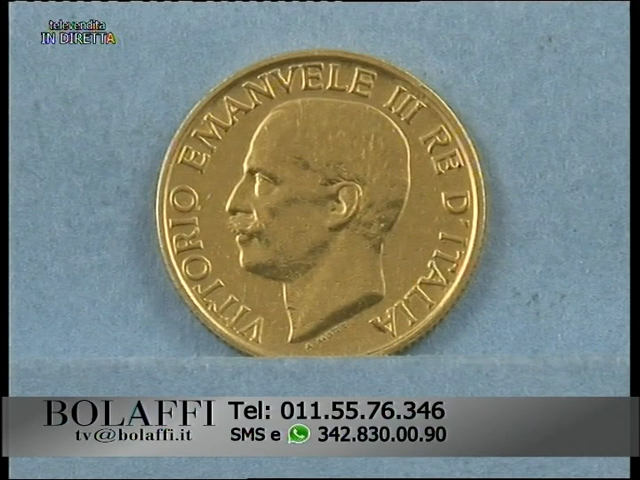 televendita
IN DIRETTA
VITTORIO EMANVELE III RE D'ITALIA
BOLAFFI
tv@bolaffi.it
Tel: 011.55.76.346
SMS e 342.830.00.90